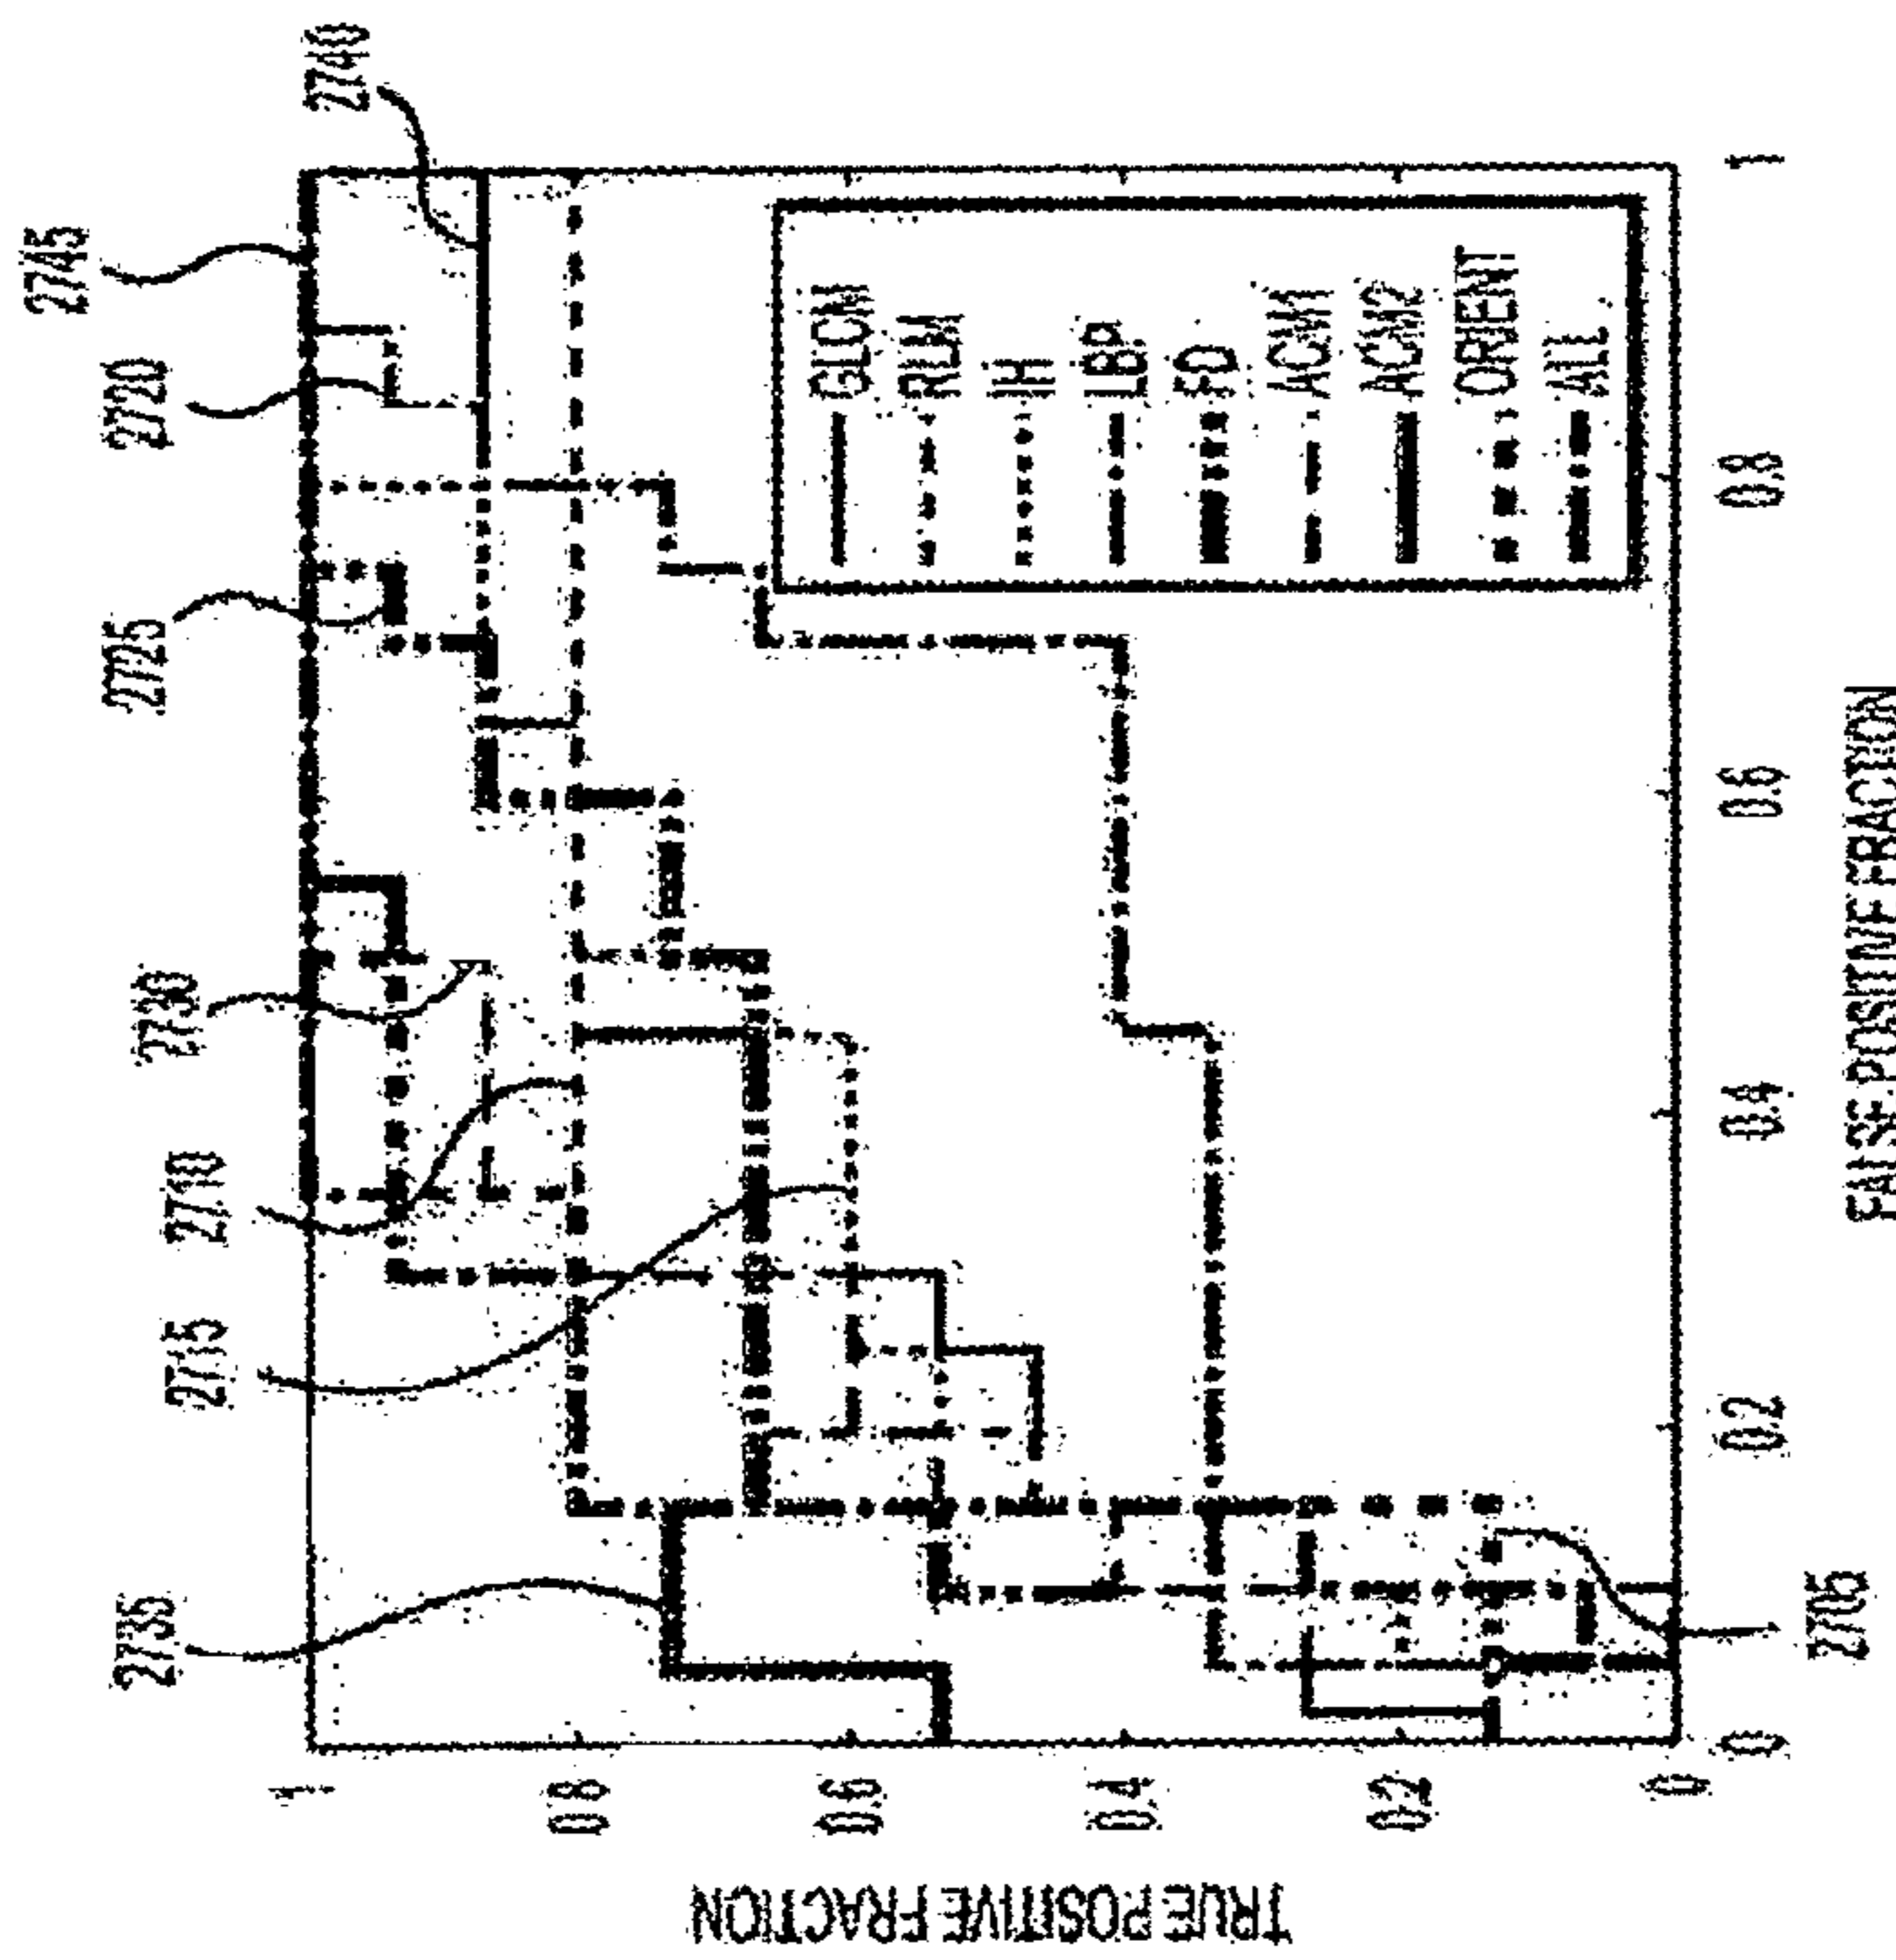 2740
2745
2720
2725
2730
2710
2715
2735
2705
GLCM
RLM
IH
LBP
FD
ACM1
ACM2
ORIENT
ALL
TRUE POSITIVE FRACTION
1
0.8
0.6
0.4
0.2
0
0
0.2
0.4
0.6
0.8
1
FALSE POSITIVE FRACTION